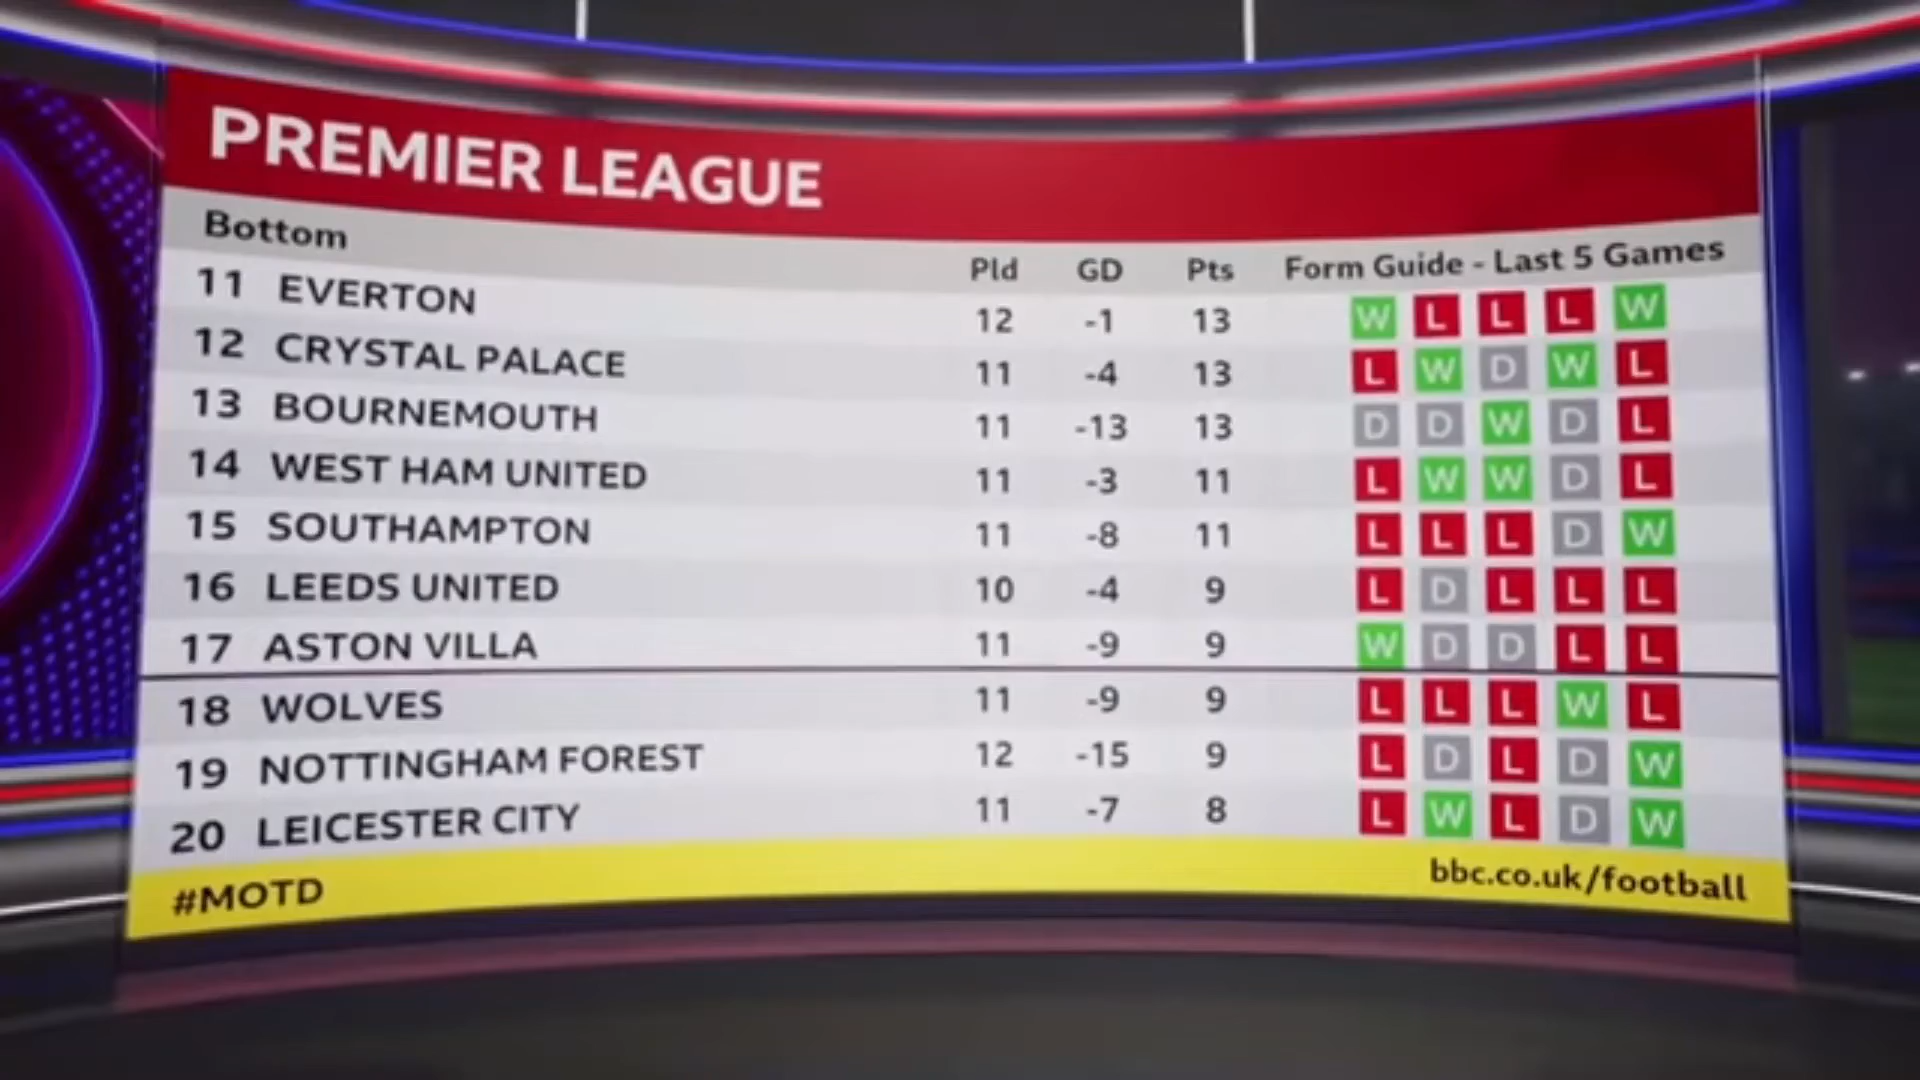 PREMIER LEAGUE
Bottom Pld GD Pts Form Guide - Last 5 Games
11 EVERTON 12 -1 13 W L L L W
12 CRYSTAL PALACE 11 -4 13 L W D W L
13 BOURNEMOUTH 11 -13 13 D D W D L
14 WEST HAM UNITED 11 -3 11 L W W D L
15 SOUTHAMPTON 11 -8 11 L L L D W
16 LEEDS UNITED 10 -4 9 L D L L L
17 ASTON VILLA 11 -9 9 W D D L L
18 WOLVES 11 -9 9 L L L W L
19 NOTTINGHAM FOREST 12 -15 9 L D L D W
20 LEICESTER CITY 11 -7 8 L W L D W
#MOTD bbc.co.uk/football